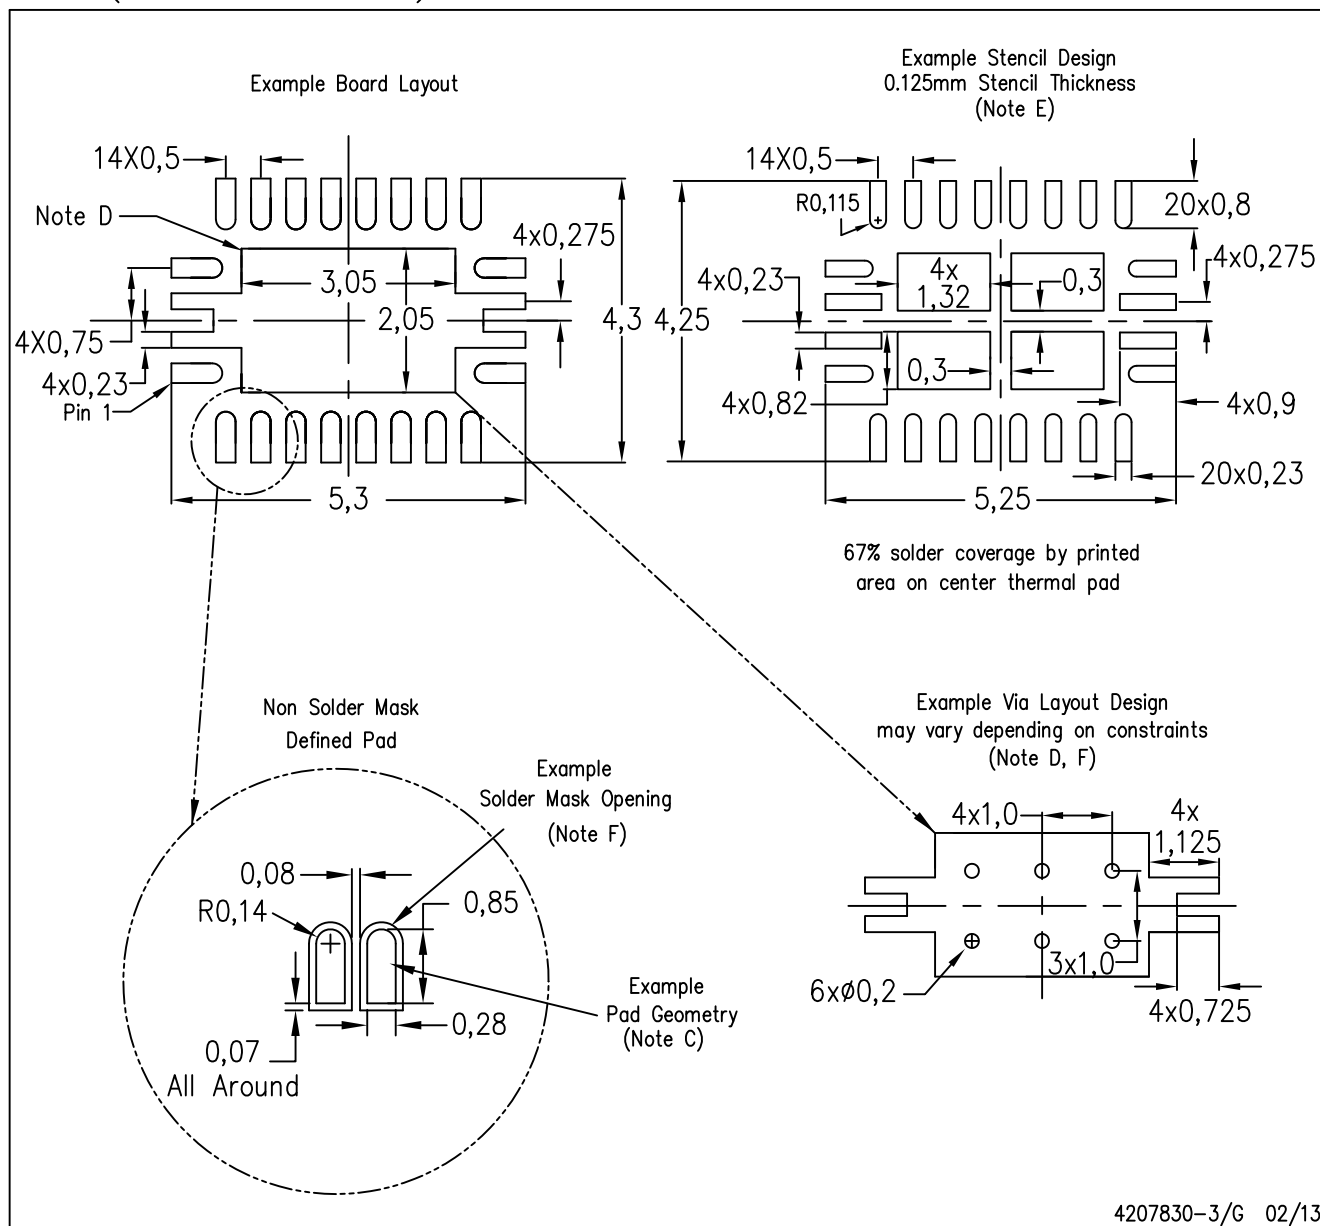 Example Board Layout
14X0,5
Note D
3,05
2,05
4x0,275
4X0,75
4x0,23
Pin 1
4,3
5,3
Example Stencil Design
0.125mm Stencil Thickness
(Note E)
14X0,5
R0,115
20x0,8
4x0,23
4x
1,32
0,3
4x0,275
4,25
0,3
4x0,82
4x0,9
20x0,23
5,25
67% solder coverage by printed
area on center thermal pad
Non Solder Mask
Defined Pad
Example
Solder Mask Opening
(Note F)
0,08
R0,14
0,85
0,28
0,07
All Around
Example
Pad Geometry
(Note C)
Example Via Layout Design
may vary depending on constraints
(Note D, F)
4x1,0
4x
1,125
3x1,0
6xø0,2
4x0,725
4207830-3/G 02/13